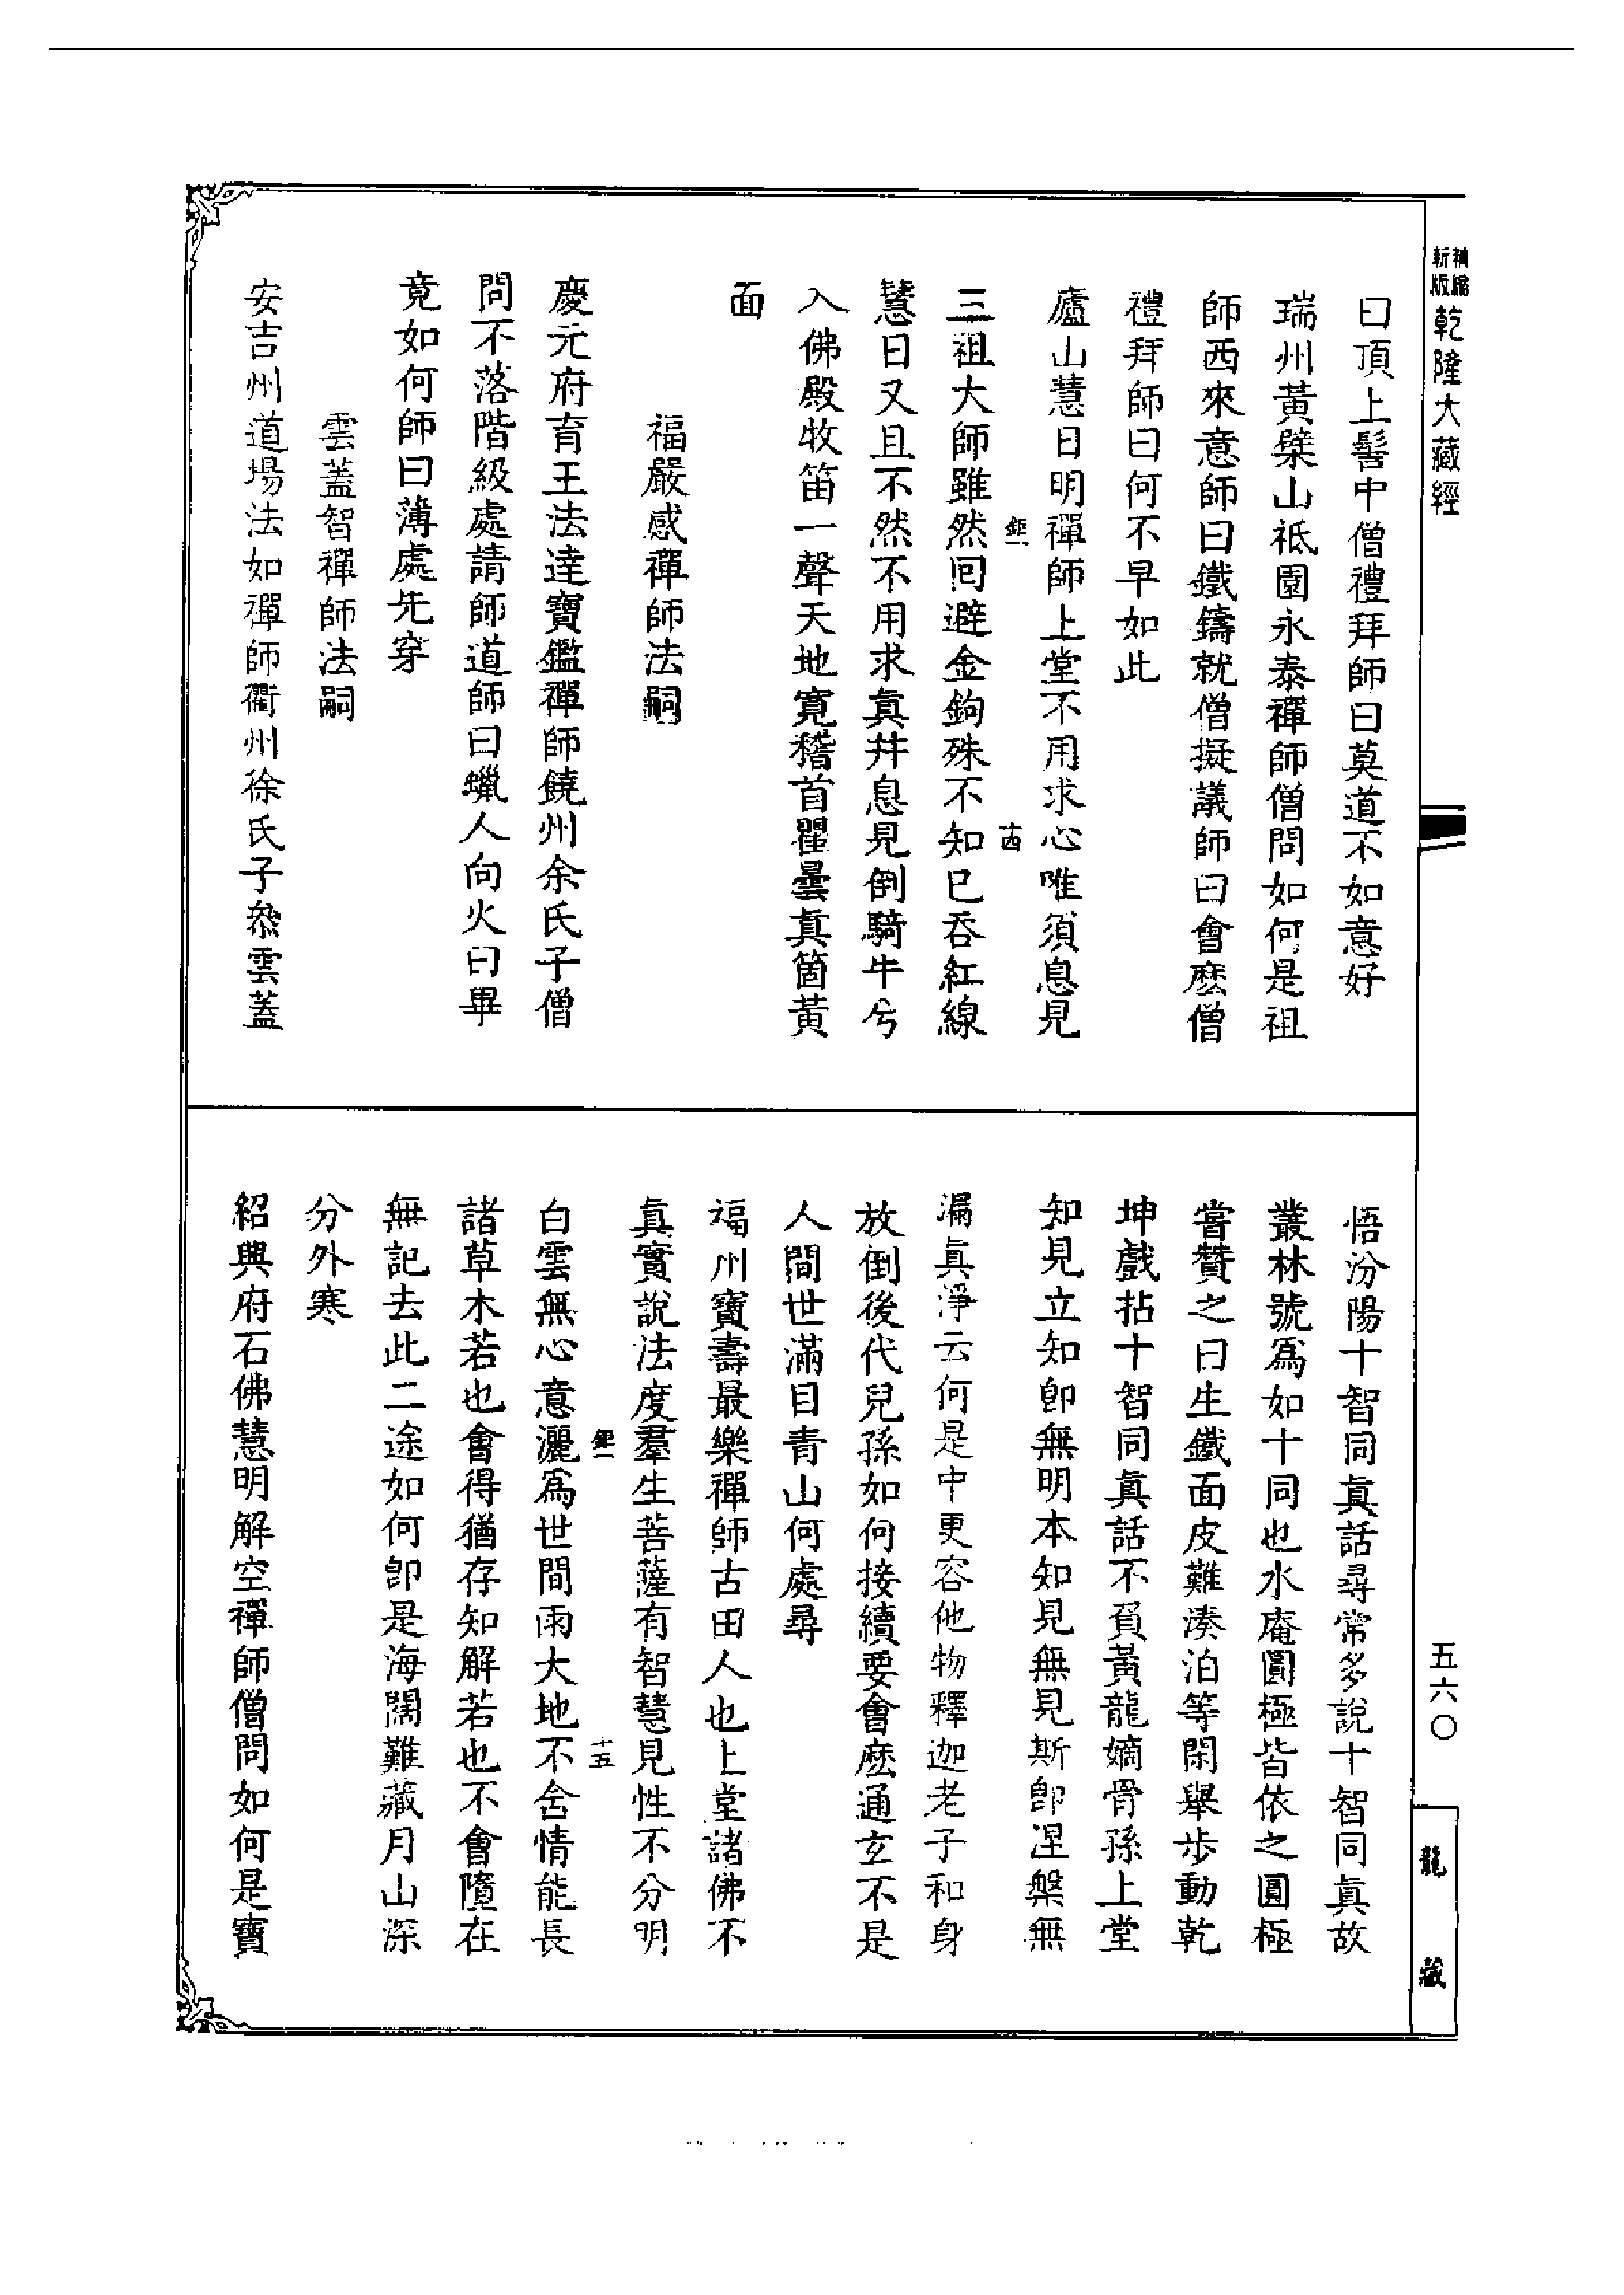 新版
精縮
乾隆大藏經
五六〇
龍藏
曰頂上髻中僧禮拜師曰莫道不如意好
瑞州黃檗山祗園永泰禪師僧問如何是祖
師西來意師曰鐵鑄就僧擬議師曰會麼僧
禮拜師曰何不早如此
廬山慧日明禪師上堂不用求心唯須息見
鉅一
十四
三祖大師雖然回避金鉤殊不知已吞紅線
慧日又且不然不用求真井息見倒騎牛兮
入佛殿牧笛一聲天地寬稽首瞿曇真箇黃
面
福嚴感禪師法嗣
慶元府育王法達寶鑑禪師饒州余氏子僧
問不落階級處請師道師曰蠟人向火曰畢
竟如何師曰薄處先穿
雲蓋智禪師法嗣
安吉州道場法如禪師衢州徐氏子叅雲蓋
悟汾陽十智同真話尋常多說十智同真故
叢林號爲如十同也水庵圓極皆依之圓極
嘗贊之曰生鐵面皮難湊泊等閑舉步動乾
坤戲拈十智同真話不負黃龍嫡骨孫上堂
知見立知卽無明本知見無見斯卽涅槃無
漏真淨云何是中更容他物釋迦老子和身
放倒後代兒孫如何接續要會麼通玄不是
人間世滿目青山何處尋
福州寶壽最樂禪師古田人也上堂諸佛不
真實說法度羣生菩薩有智慧見性不分明
鉅一
十五
白雲無心意灑爲世間雨大地不含情能長
諸草木若也會得猶存知解若也不會墮在
無記去此二途如何卽是海闊難藏月山深
分外寒
紹興府石佛慧明解空禪師僧問如何是寶